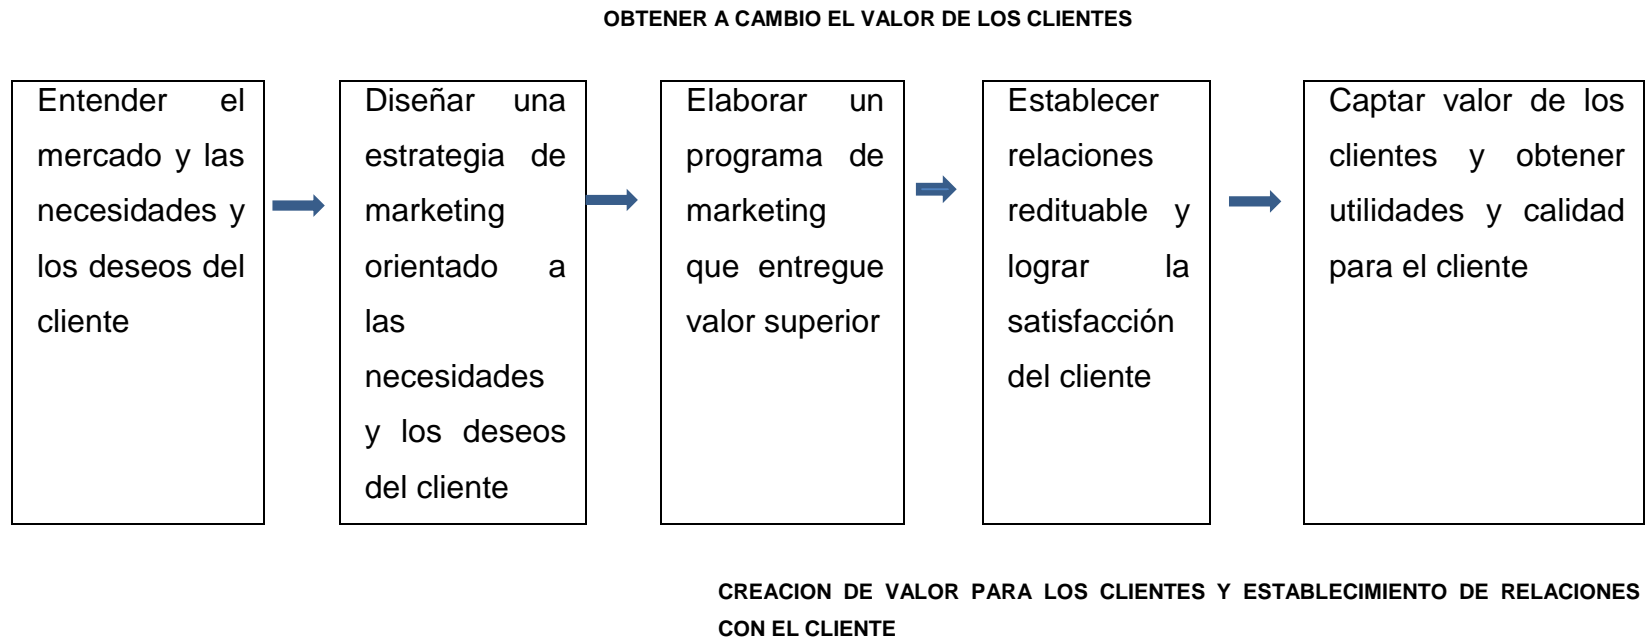 OBTENER A CAMBIO EL VALOR DE LOS CLIENTES
Entender el
mercado y las
necesidades y
los deseos del
cliente
Diseñar una
estrategia de
marketing
orientado a
las
necesidades
y los deseos
del cliente
Elaborar un
programa de
marketing
que entregue
valor superior
Establecer
relaciones
redituable y
lograr la
satisfacción
del cliente
Captar valor de los
clientes y obtener
utilidades y calidad
para el cliente
CREACION DE VALOR PARA LOS CLIENTES Y ESTABLECIMIENTO DE RELACIONES
CON EL CLIENTE